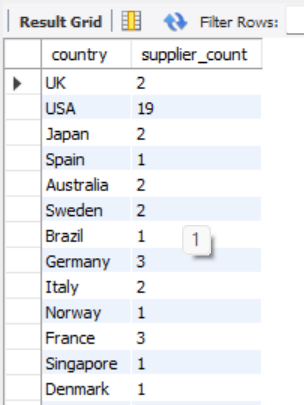 Result Grid Filter Rows:
country supplier_count
UK 2
USA 19
Japan 2
Spain 1
Australia 2
Sweden 2
Brazil 1
1
Germany 3
Italy 2
Norway 1
France 3
Singapore 1
Denmark 1